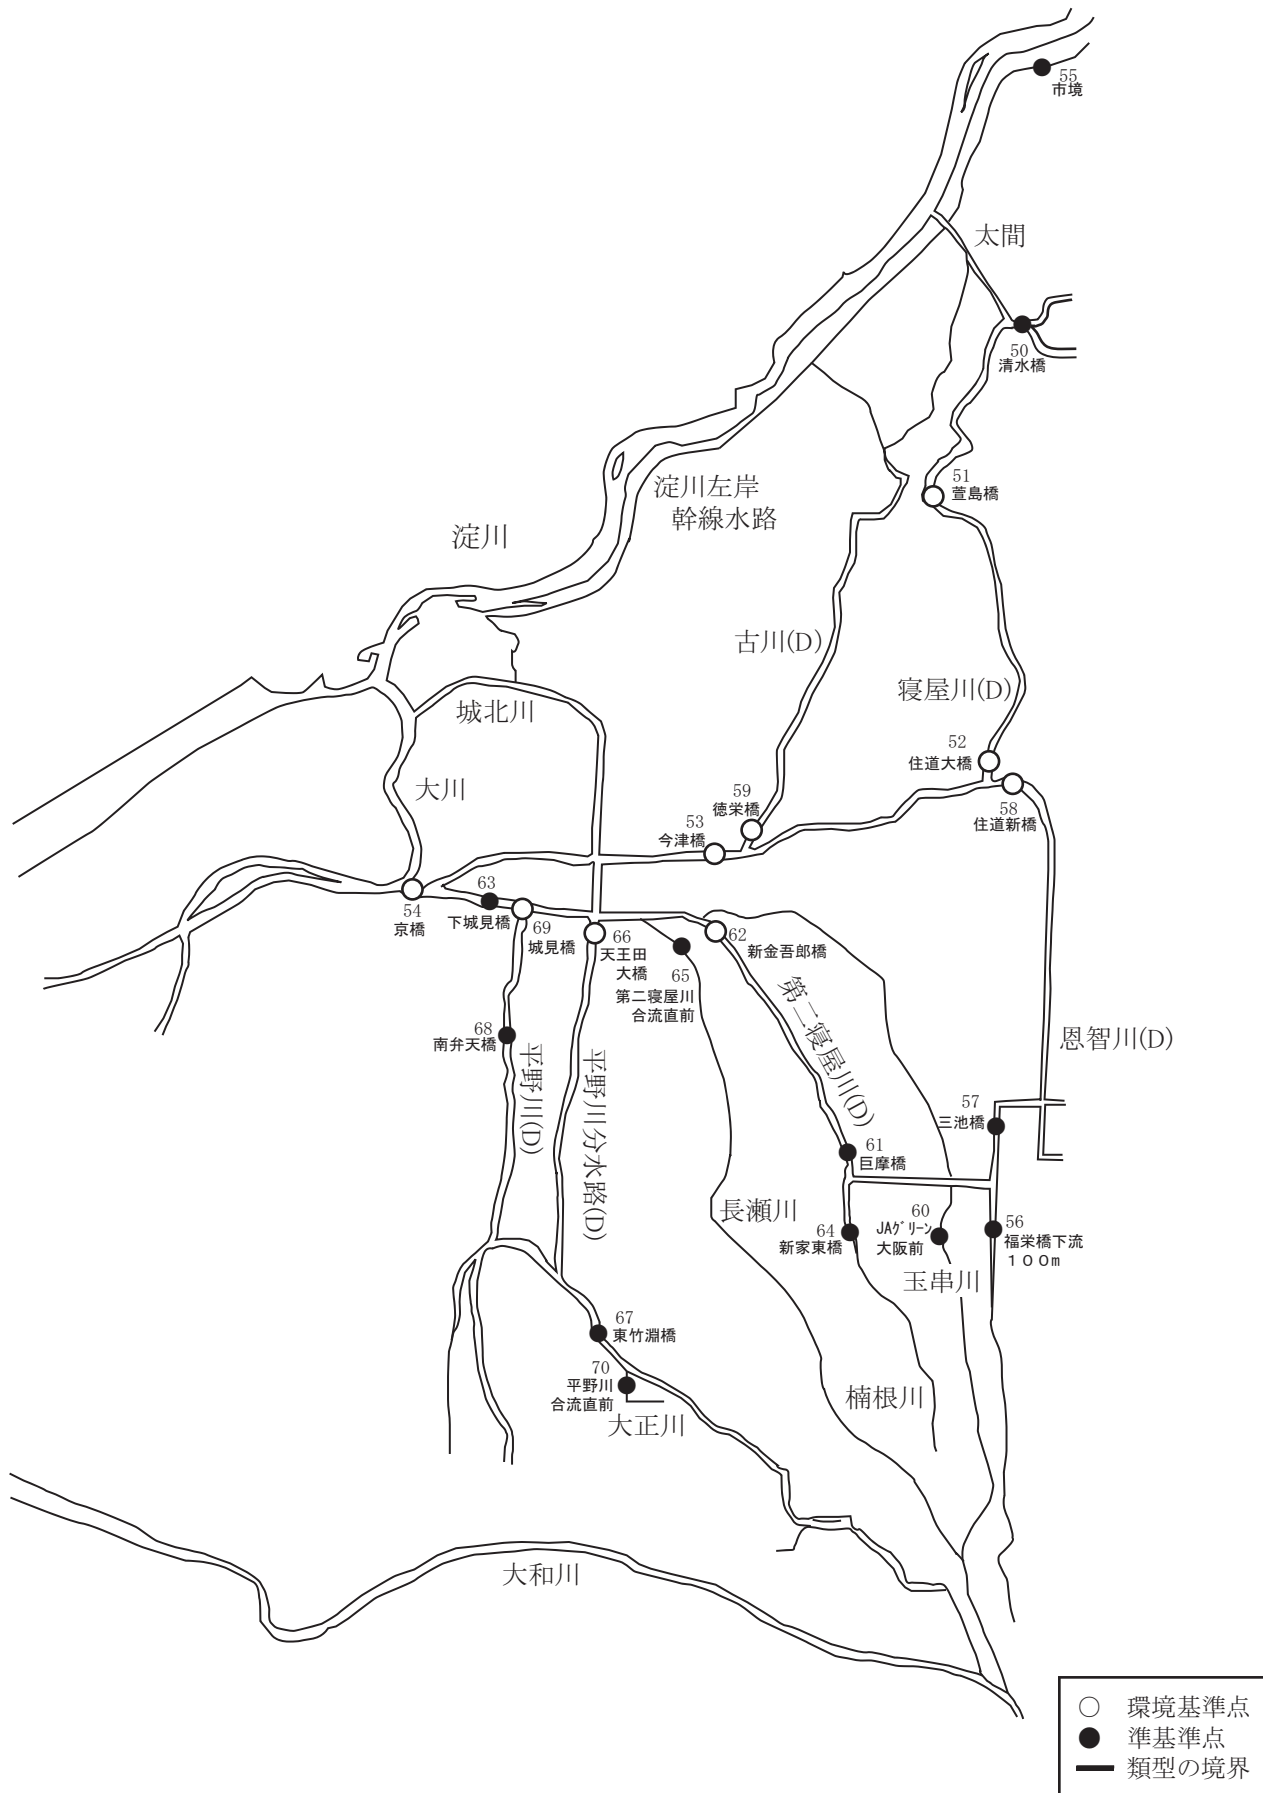 55
市境
太間
50
清水橋
51
萱島橋
淀川左岸
幹線水路
淀川
古川(D)
寝屋川(D)
城北川
52
住道大橋
大川
59
徳栄橋
58
住道新橋
53
今津橋
63
下城見橋
54
京橋
69
城見橋
66
天王田
大橋
62
新金吾郎橋
65
第二寝屋川
合流直前
第二寝屋川(D)
68
南弁天橋
平野川(D)
平野川分水路(D)
恩智川(D)
57
三池橋
61
巨摩橋
長瀬川
64
新家東橋
60
JAグリーン
大阪前
56
福栄橋下流
１００m
玉串川
67
東竹淵橋
70
平野川
合流直前
大正川
楠根川
大和川
○ 環境基準点
● 準基準点
━ 類型の境界